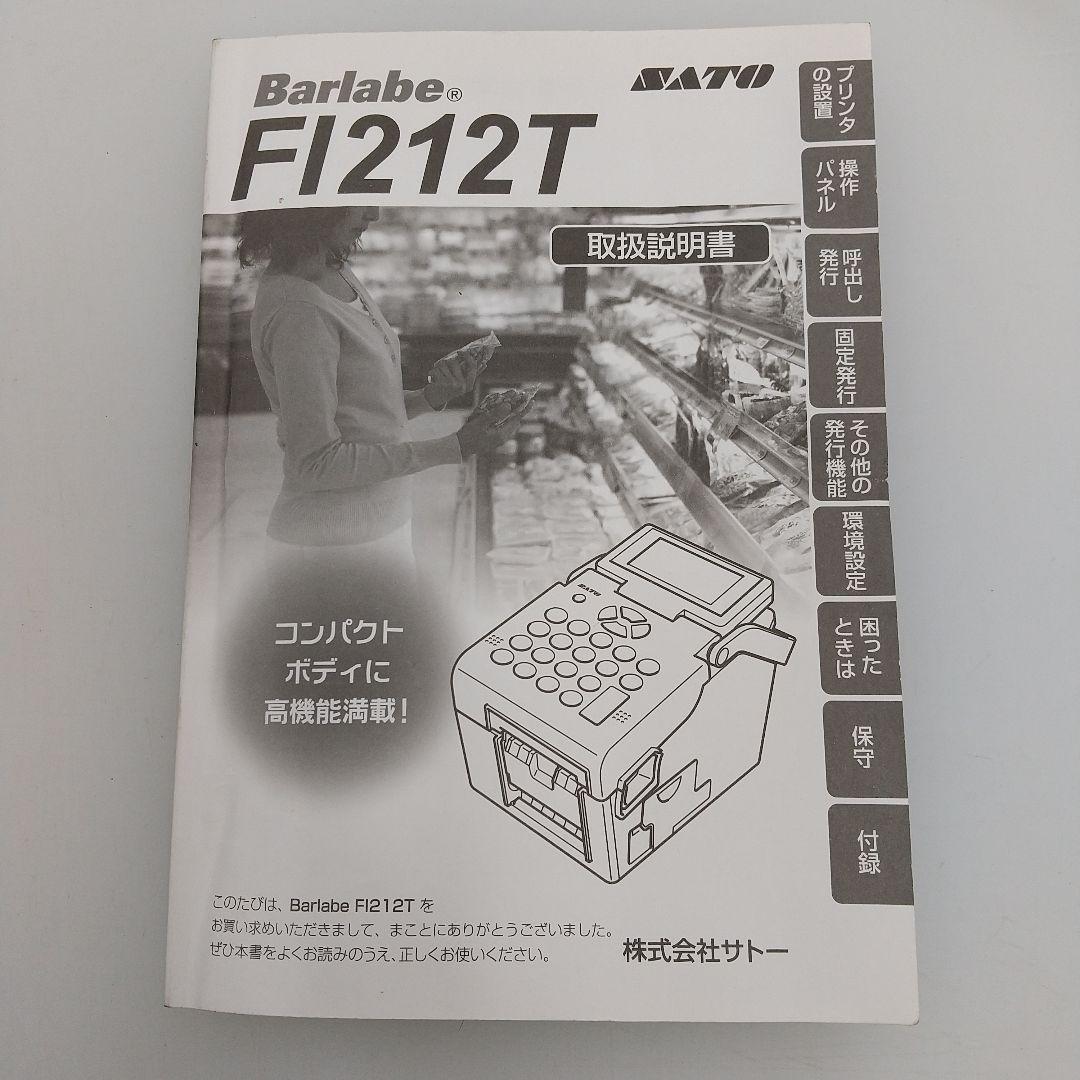 Barlabe®
SATO
FI212T
取扱説明書
プリンタ
の設置
操作
パネル
呼出し
発行
固定発行
その他の
発行機能
環境設定
困った
ときは
保守
付録
コンパクト
ボディに
高機能満載!
SATO
このたびは、Barlabe FI212T を
お買い求めいただきまして、まことにありがとうございました。
ぜひ本書をよくお読みのうえ、正しくお使いください。
株式会社サトー